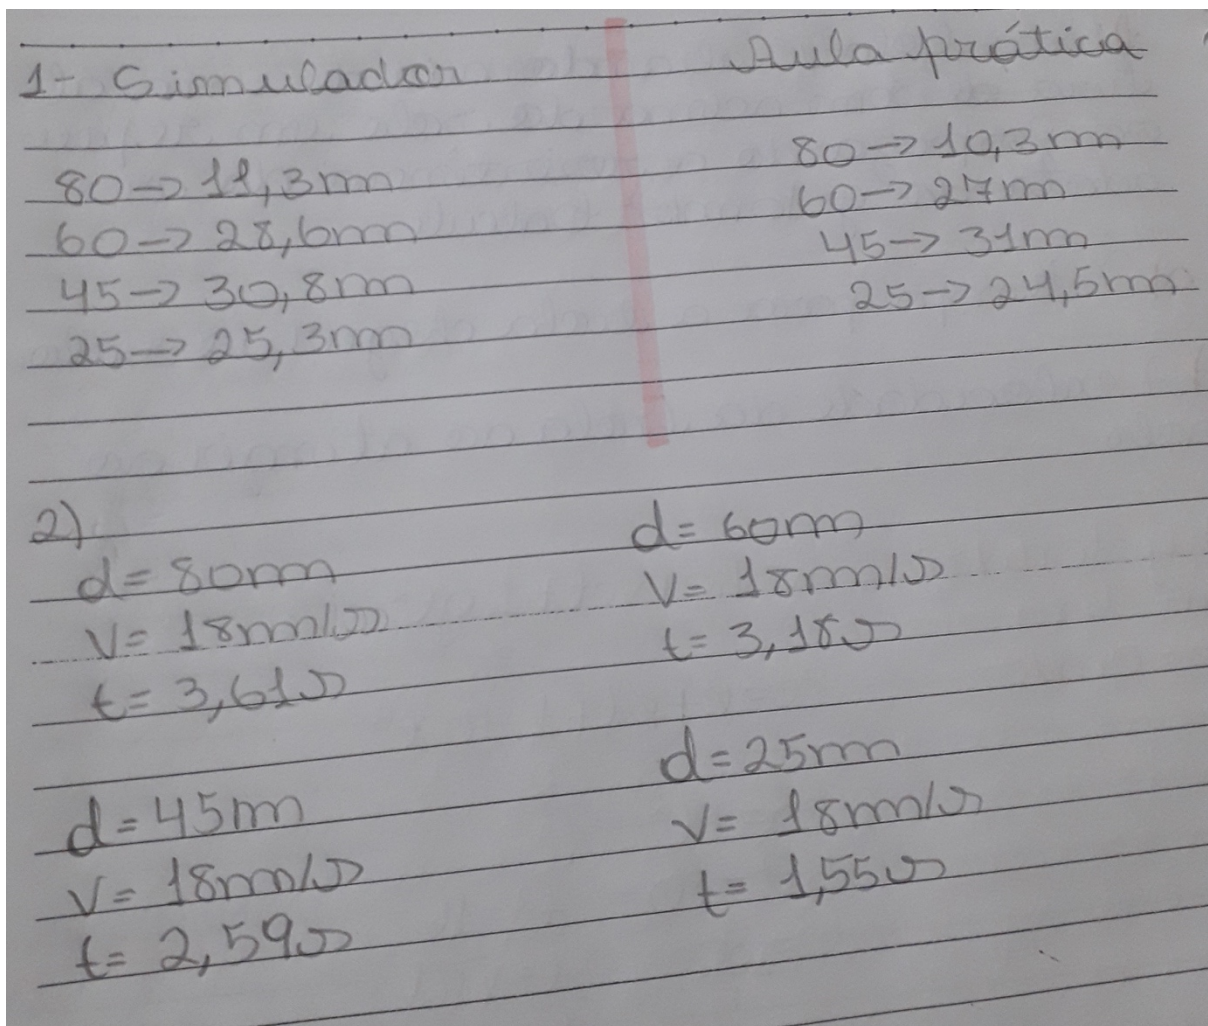 1- Simulador
80→11,3m
60→28,6m
45→30,8m
25→25,3m
Aula prática
80→10,3m
60→27m
45→31m
25→24,5m
2)
d=80m
v=18m/s
t=3,61s
d=60m
v=18m/s
t=3,18s
d=45m
v=18m/s
t=2,59s
d=25m
v=18m/s
t=1,55s